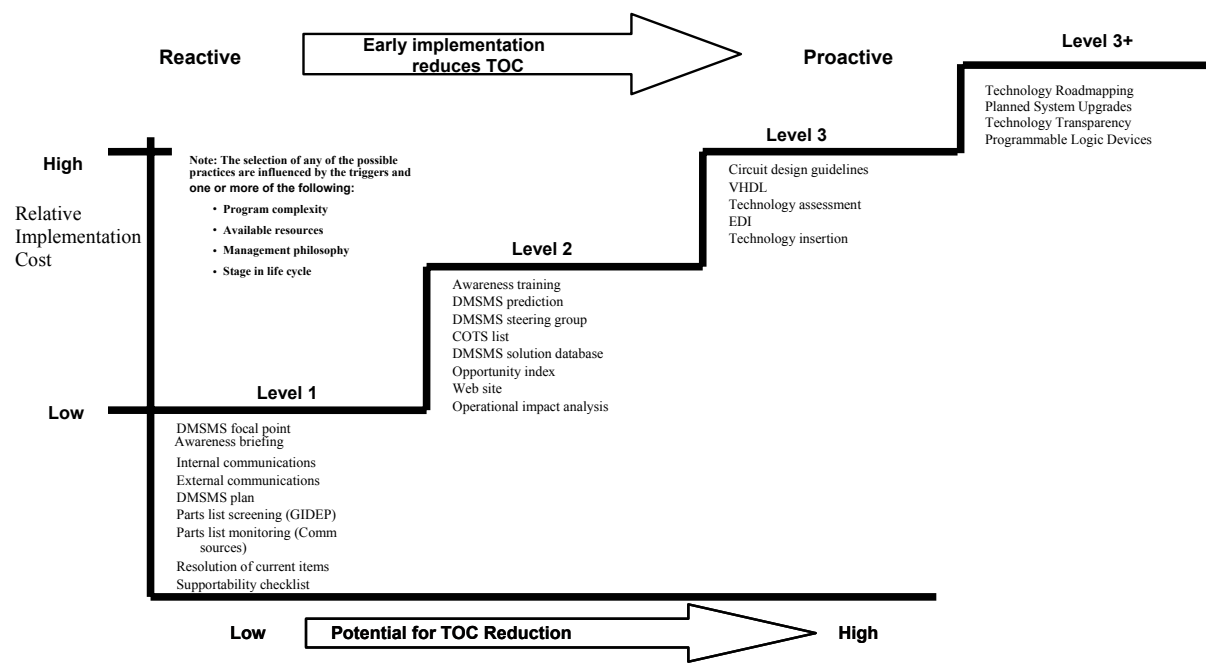 Level 3+
Reactive
Early implementation
reduces TOC
Proactive
Technology Roadmapping
Planned System Upgrades
Technology Transparency
Programmable Logic Devices
Level 3
High
Relative
Implementation
Cost
Note: The selection of any of the possible
practices are influenced by the triggers and
one or more of the following:
• Program complexity
• Available resources
• Management philosophy
• Stage in life cycle
Circuit design guidelines
VHDL
Technology assessment
EDI
Technology insertion
Level 2
Awareness training
DMSMS prediction
DMSMS steering group
COTS list
DMSMS solution database
Opportunity index
Web site
Operational impact analysis
Level 1
Low
DMSMS focal point
Awareness briefing
Internal communications
External communications
DMSMS plan
Parts list screening (GIDEP)
Parts list monitoring (Comm
sources)
Resolution of current items
Supportability checklist
Low
Potential for TOC Reduction
High